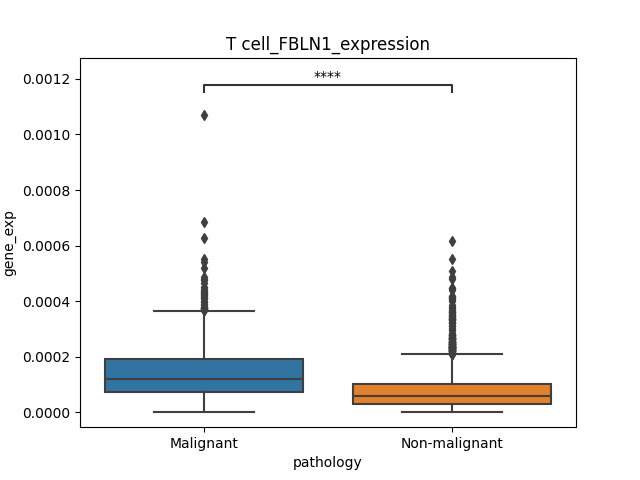 T cell_FBLN1_expression
****
0.0012
0.0010
0.0008
0.0006
0.0004
0.0002
0.0000
gene_exp
Malignant
Non-malignant
pathology